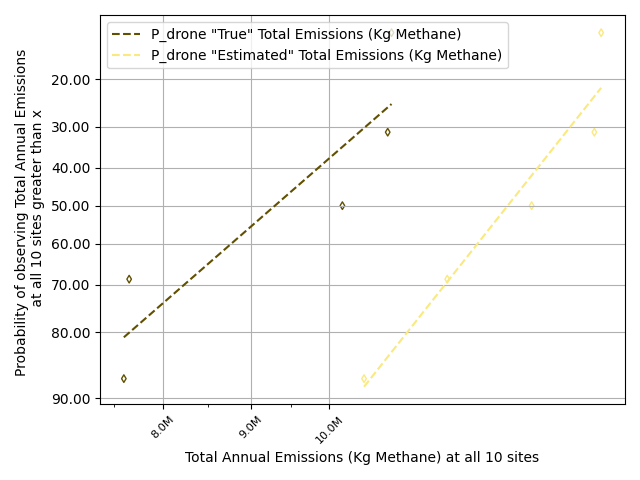 P_drone "True" Total Emissions (Kg Methane)
P_drone "Estimated" Total Emissions (Kg Methane)
Probability of observing Total Annual Emissions
at all 10 sites greater than x
20.00
30.00
40.00
50.00
60.00
70.00
80.00
90.00
8.0M
9.0M
10.0M
Total Annual Emissions (Kg Methane) at all 10 sites